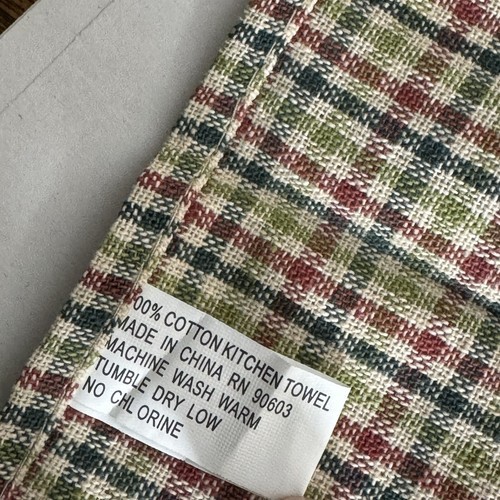 100% COTTON KITCHEN TOWEL
MADE IN CHINA RN 90603
MACHINE WASH WARM
TUMBLE DRY LOW
NO CHL ORINE